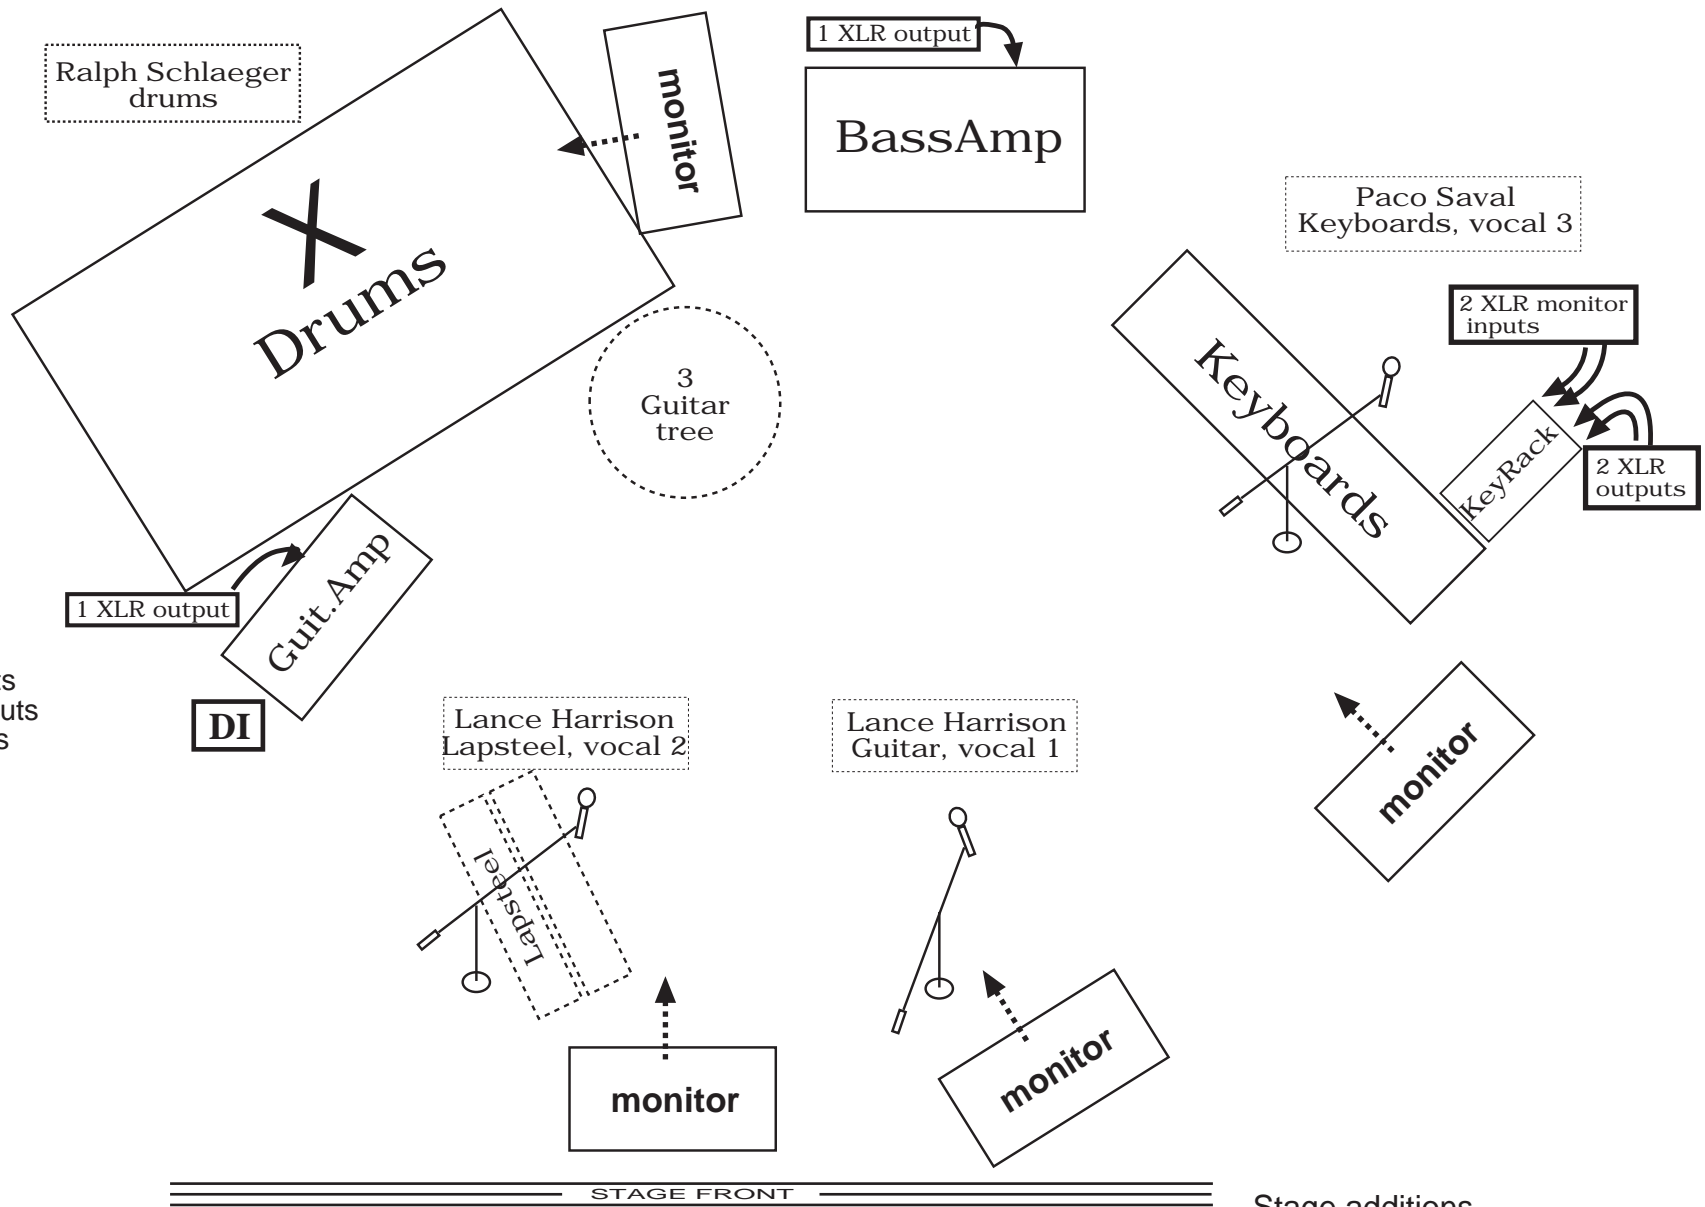 Ralph Schlaeger
drums
monitor
1 XLR output
BassAmp
Paco Saval
Keyboards, vocal 3
X
Drums
2 XLR monitor
inputs
3
Guitar
tree
Keyboards
KeyRack
2 XLR
outputs
1 XLR output
Guit.Amp
DI
Lance Harrison
Lapsteel, vocal 2
Lance Harrison
Guitar, vocal 1
monitor
Lapsteel
monitor
monitor
STAGE FRONT
Stage additions